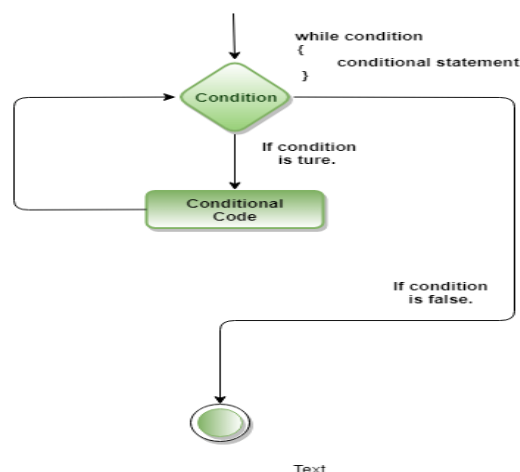 while condition
{
conditional statement
}
Condition
If condition
is ture.
Conditional
Code
If condition
is false.
Text